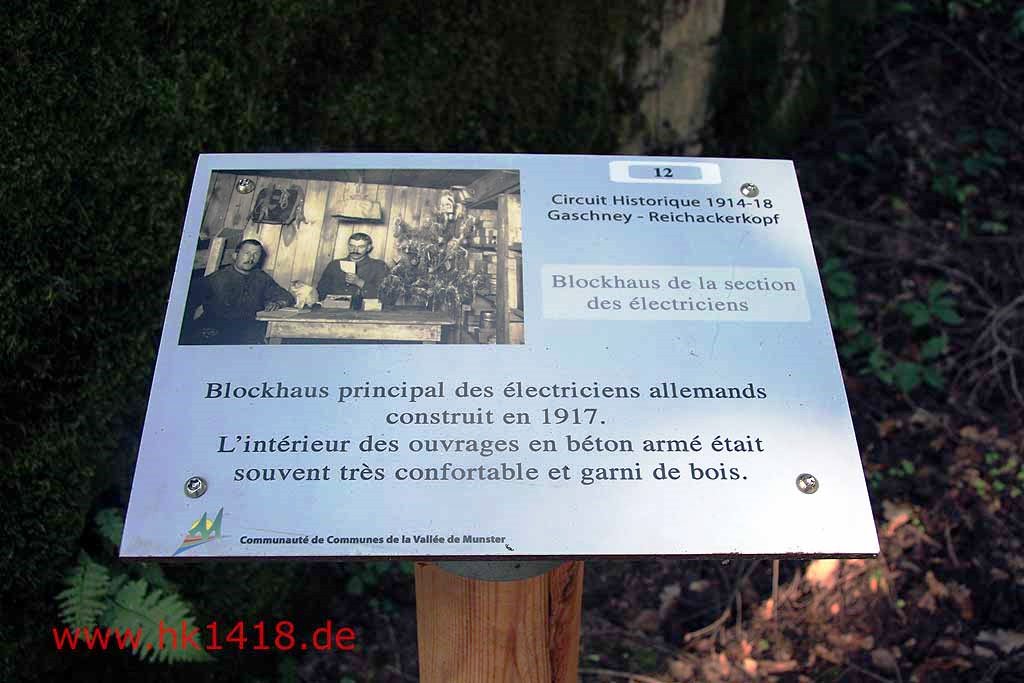 12
Circuit Historique 1914-18
Gaschney - Reichackerkopf
Blockhaus de la section
des électriciens
Blockhaus principal des électriciens allemands
construit en 1917.
L'intérieur des ouvrages en béton armé était
souvent très confortable et garni de bois.
Communauté de Communes de la Vallée de Munster
www.hk1418.de